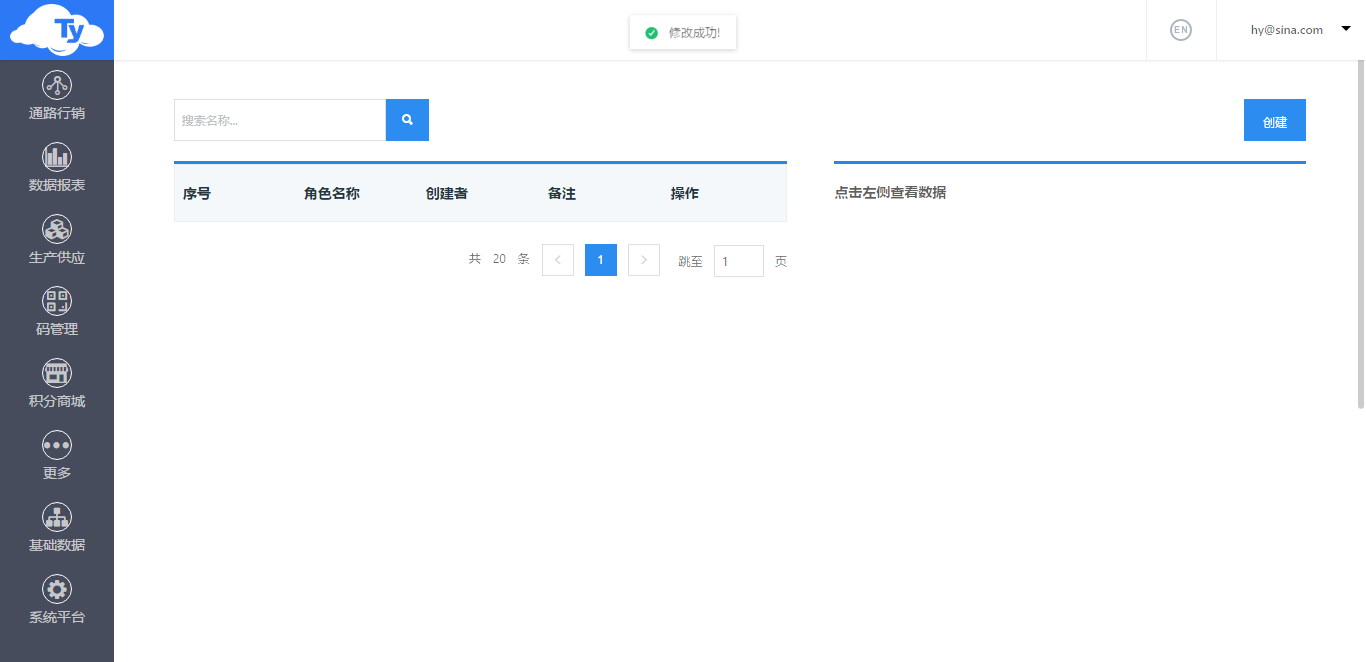 Ty
修改成功!
EN
hy@sina.com
通路行销
数据报表
生产供应
码管理
积分商城
更多
基础数据
系统平台
搜索名称...
创建
序号 角色名称 创建者 备注 操作
共 20 条 1 跳至 1 页
点击左侧查看数据